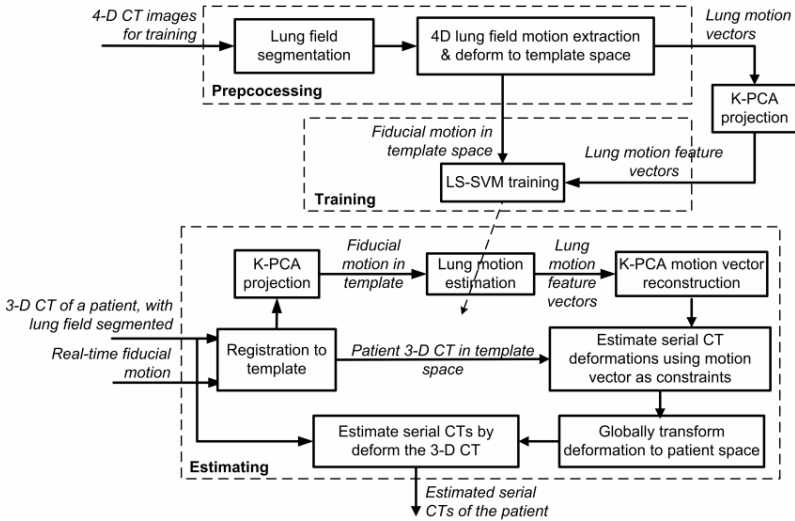 4-D CT images
for training
Lung field
segmentation
4D lung field motion extraction
& deform to template space
Lung motion
vectors
Prepcocessing
K-PCA
projection
Fiducial motion in
template space
Lung motion feature
vectors
LS-SVM training
Training
K-PCA
projection
Fiducial
motion in
template
Lung motion
estimation
Lung
motion
feature
vectors
K-PCA motion vector
reconstruction
3-D CT of a patient, with
lung field segmented
Real-time fiducial
motion
Registration to
template
Patient 3-D CT in template
space
Estimate serial CT
deformations using motion
vector as constraints
Estimate serial CTs by
deform the 3-D CT
Globally transform
deformation to patient space
Estimating
Estimated serial
CTs of the patient